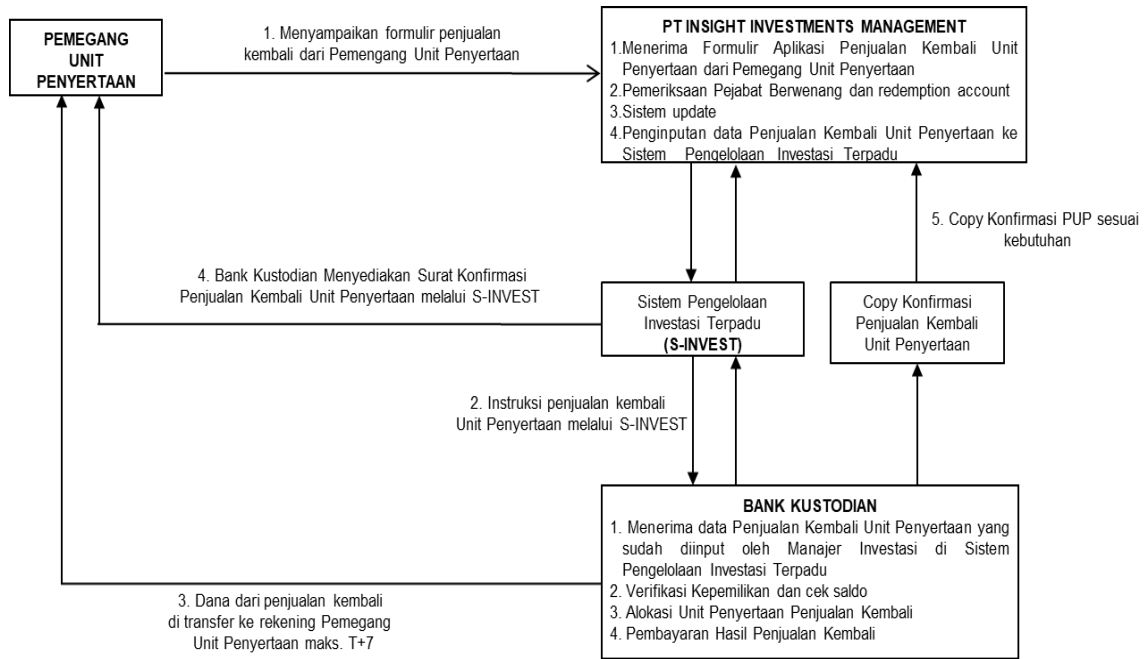 PEMEGANG
UNIT
PENYERTAAN
1. Menyampaikan formulir penjualan
kembali dari Pemengang Unit Penyertaan
PT INSIGHT INVESTMENTS MANAGEMENT
1.Menerima Formulir Aplikasi Penjualan Kembali Unit
Penyertaan dari Pemegang Unit Penyertaan
2.Pemeriksaan Pejabat Berwenang dan redemption account
3.Sistem update
4.Penginputan data Penjualan Kembali Unit Penyertaan ke
Sistem Pengelolaan Investasi Terpadu
5. Copy Konfirmasi PUP sesuai
kebutuhan
4. Bank Kustodian Menyediakan Surat Konfirmasi
Penjualan Kembali Unit Penyertaan melalui S-INVEST
Sistem Pengelolaan
Investasi Terpadu
(S-INVEST)
Copy Konfirmasi
Penjualan Kembali
Unit Penyertaan
2. Instruksi penjualan kembali
Unit Penyertaan melalui S-INVEST
BANK KUSTODIAN
1. Menerima data Penjualan Kembali Unit Penyertaan yang
sudah diinput oleh Manajer Investasi di Sistem
Pengelolaan Investasi Terpadu
2. Verifikasi Kepemilikan dan cek saldo
3. Alokasi Unit Penyertaan Penjualan Kembali
4. Pembayaran Hasil Penjualan Kembali
3. Dana dari penjualan kembali
di transfer ke rekening Pemegang
Unit Penyertaan maks. T+7